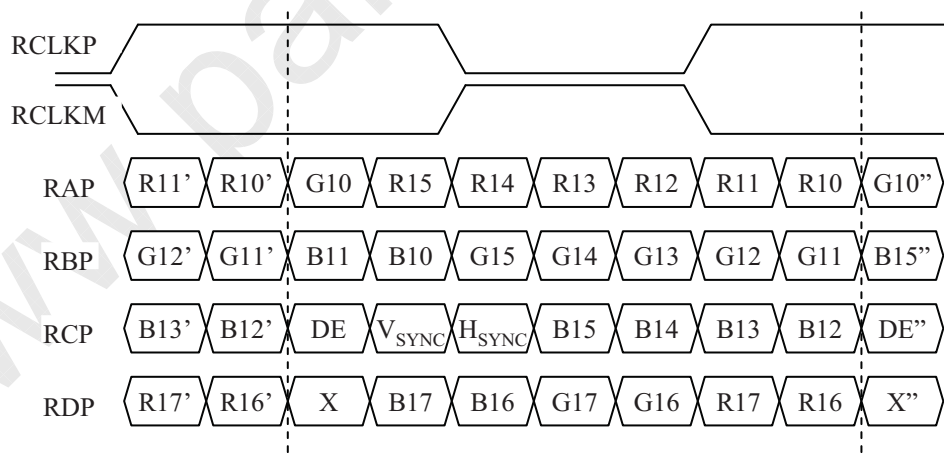 RCLKP
RCLKM
RAP R11’ R10’ G10 R15 R14 R13 R12 R11 R10 G10”
RBP G12’ G11’ B11 B10 G15 G14 G13 G12 G11 B15”
RCP B13’ B12’ DE VSYNC HSYNC B15 B14 B13 B12 DE”
RDP R17’ R16’ X B17 B16 G17 G16 R17 R16 X”